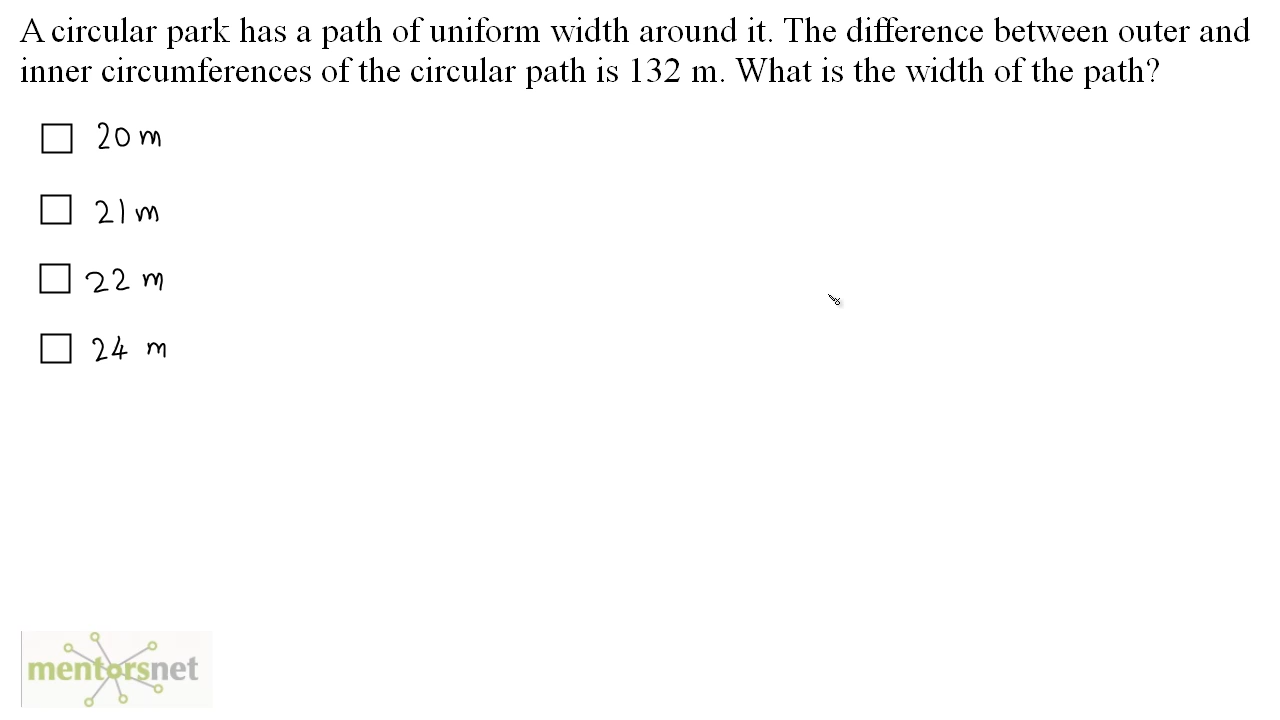 A circular park has a path of uniform width around it. The difference between outer and
inner circumferences of the circular path is 132 m. What is the width of the path?
20 m
21 m
22 m
24 m
mentorsnet